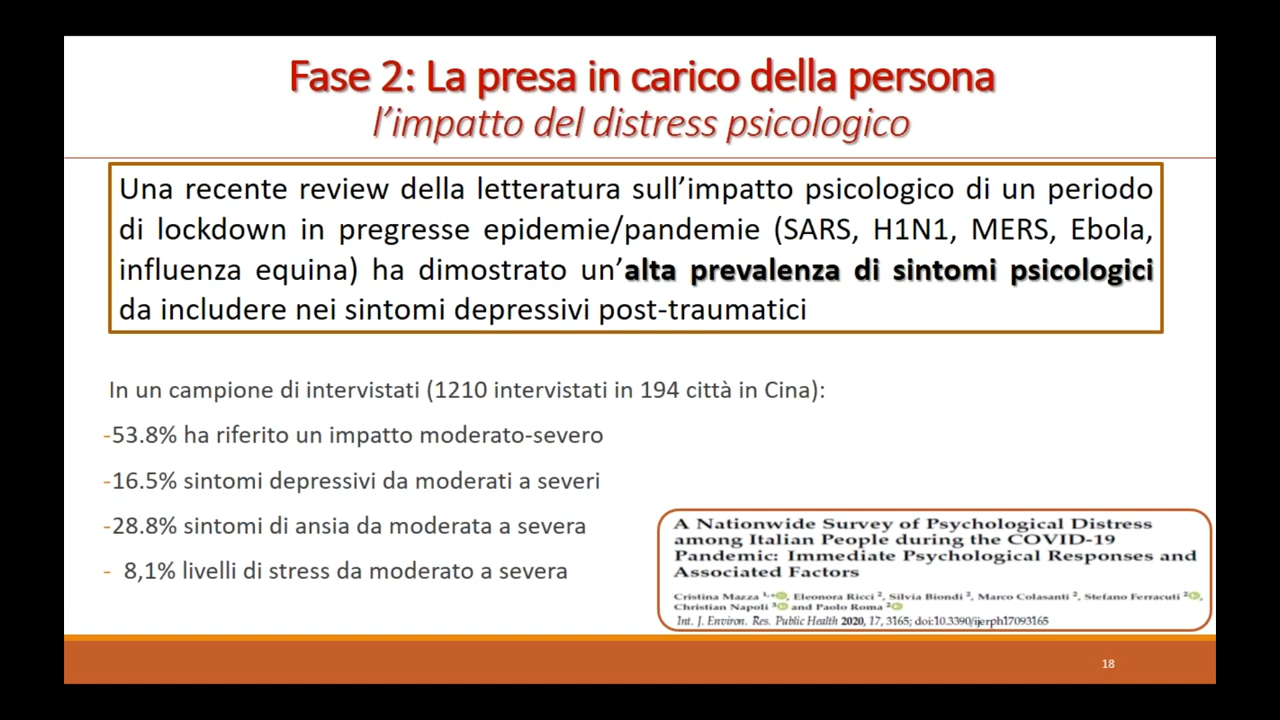 Fase 2: La presa in carico della persona
l’impatto del distress psicologico
Una recente review della letteratura sull’impatto psicologico di un periodo
di lockdown in pregresse epidemie/pandemie (SARS, H1N1, MERS, Ebola,
influenza equina) ha dimostrato un’alta prevalenza di sintomi psicologici
da includere nei sintomi depressivi post-traumatici
In un campione di intervistati (1210 intervistati in 194 città in Cina):
-53.8% ha riferito un impatto moderato-severo
-16.5% sintomi depressivi da moderati a severi
-28.8% sintomi di ansia da moderata a severa
- 8,1% livelli di stress da moderato a severa
A Nationwide Survey of Psychological Distress
among Italian People during the COVID-19
Pandemic: Immediate Psychological Responses and
Associated Factors
Cristina Mazza 1,*, Eleonora Ricci 2, Silvia Biondi 2, Marco Colasanti 2, Stefano Ferracuti 2,
Christian Napoli 3 and Paolo Roma 2
Int. J. Environ. Res. Public Health 2020, 17, 3165; doi:10.3390/ijerph17093165
18